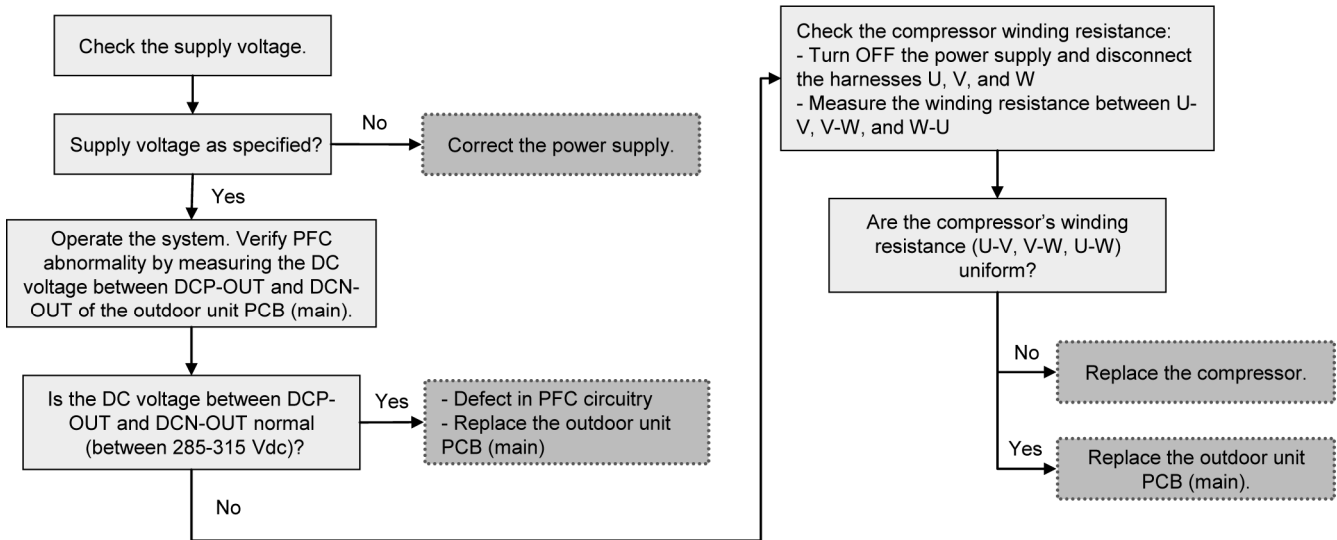 Check the supply voltage.
Supply voltage as specified?
No
Correct the power supply.
Yes
Operate the system. Verify PFC
abnormality by measuring the DC
voltage between DCP-OUT and DCN-
OUT of the outdoor unit PCB (main).
Is the DC voltage between DCP-
OUT and DCN-OUT normal
(between 285-315 Vdc)?
Yes
- Defect in PFC circuitry
- Replace the outdoor unit
PCB (main)
No
Check the compressor winding resistance:
- Turn OFF the power supply and disconnect
the harnesses U, V, and W
- Measure the winding resistance between U-
V, V-W, and W-U
Are the compressor’s winding
resistance (U-V, V-W, U-W)
uniform?
No
Replace the compressor.
Yes
Replace the outdoor unit
PCB (main).